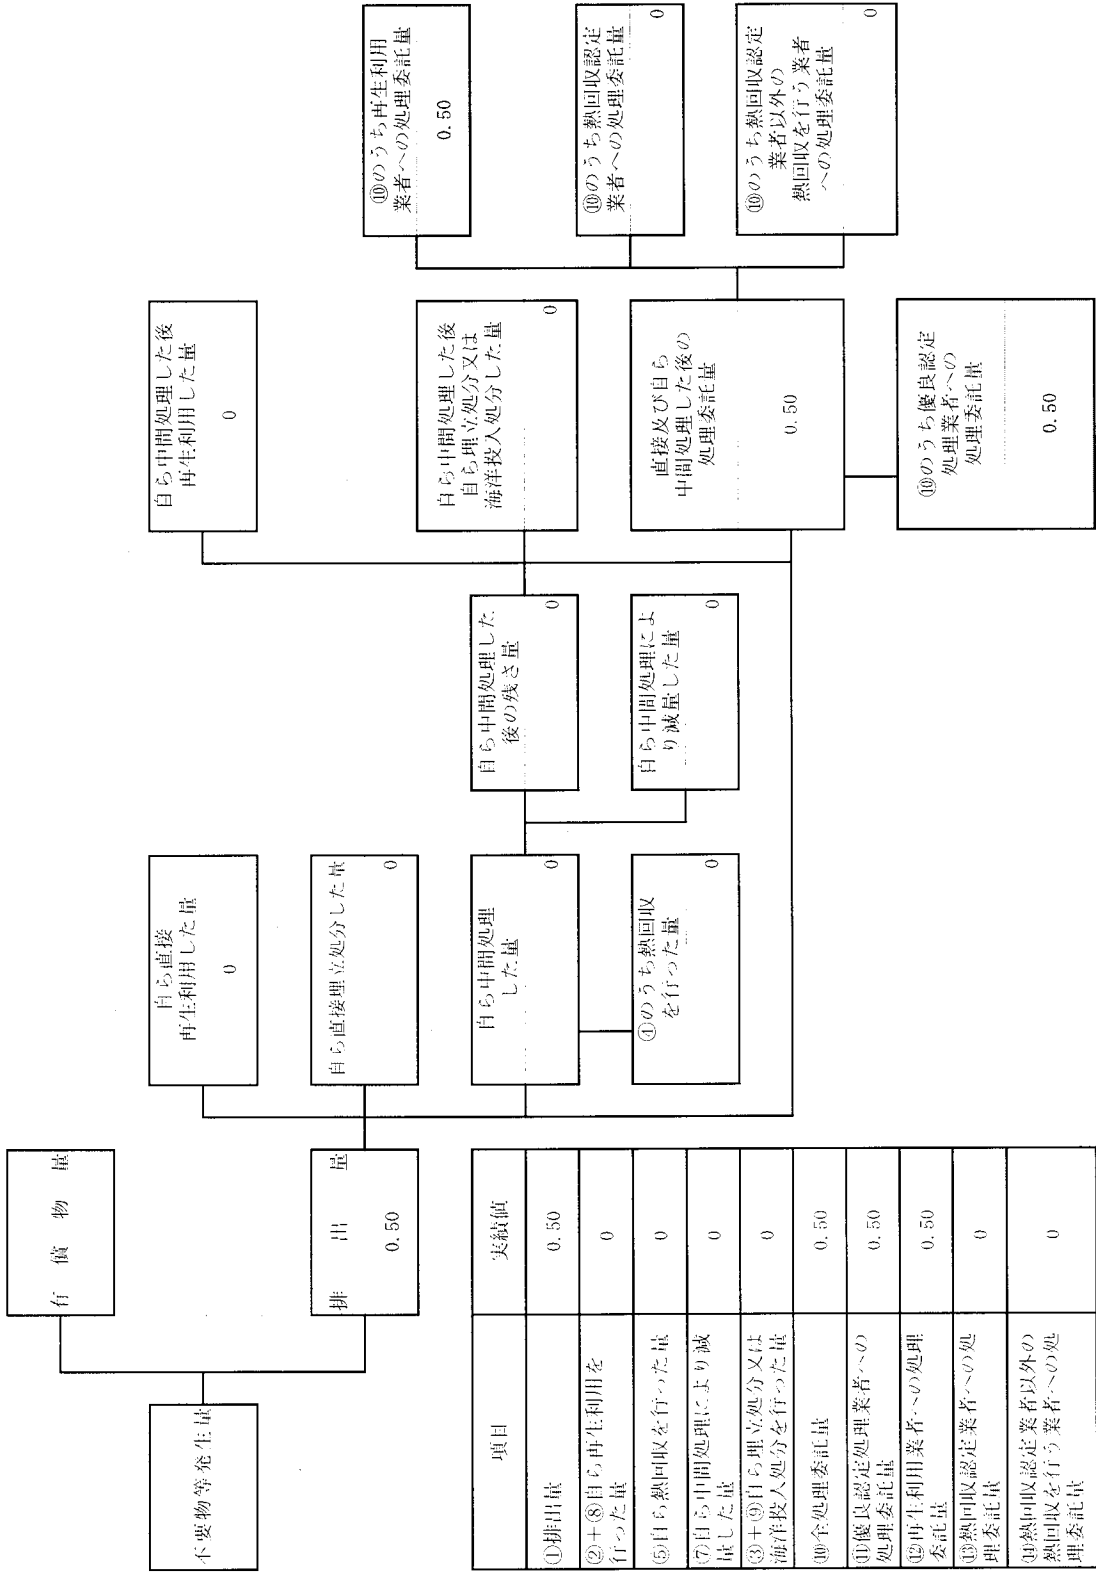 不要物等発生量
有　償　物　量
排　出　量
0.50
自ら直接
再生利用した量
0
自ら直接埋立処分した量
0
自ら中間処理
した量
0
④のうち熱回収
を行った量
0
自ら中間処理した
後の残さ量
0
自ら中間処理によ
り減量した量
0
自ら中間処理した後
再生利用した量
0
自ら中間処理した後
自ら埋立処分又は
海洋投入処分した量
0
直接及び自ら
中間処理した後の
処理委託量
0.50
⑩のうち優良認定
処理業者への
処理委託量
0.50
⑩のうち再生利用
業者への処理委託量
0.50
⑩のうち熱回収認定
業者への処理委託量
0
⑩のうち熱回収認定
業者以外の
熱回収を行う業者
への処理委託量
0
項目
実績値
①排出量
0.50
②+⑧自ら再生利用を
行った量
0
⑤自ら熱回収を行った量
0
⑦自ら中間処理により減
量した量
0
③+⑨自ら埋立処分又は
海洋投入処分を行った量
0
⑩全処理委託量
0.50
⑪優良認定処理業者への
処理委託量
0.50
⑫再生利用業者への処理
委託量
0.50
⑬熱回収認定業者への処
理委託量
0
⑭熱回収認定業者以外の
熱回収を行う業者への処
理委託量
0